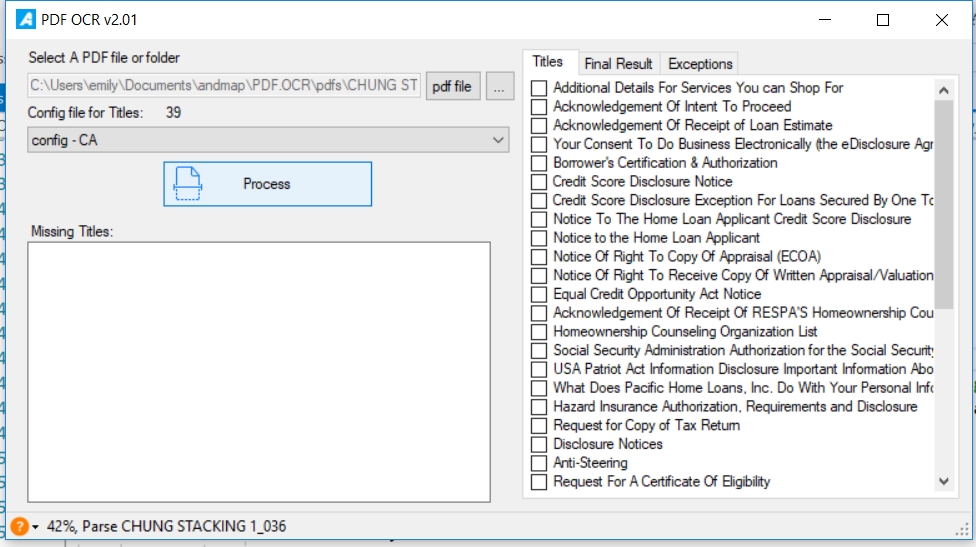 PDF OCR v2.01
Select A PDF file or folder
C:\Users\emily\Documents\andmap\PDF.OCR\pdfs\CHUNG ST
pdf file
...
Config file for Titles: 39
config - CA
Process
Missing Titles:
Titles Final Result Exceptions
Additional Details For Services You can Shop For
Acknowledgement Of Intent To Proceed
Acknowledgement Of Receipt of Loan Estimate
Your Consent To Do Business Electronically (the eDisclosure Agr
Borrower's Certification & Authorization
Credit Score Disclosure Notice
Credit Score Disclosure Exception For Loans Secured By One To
Notice To The Home Loan Applicant Credit Score Disclosure
Notice to the Home Loan Applicant
Notice Of Right To Copy Of Appraisal (ECOA)
Notice Of Right To Receive Copy Of Written Appraisal/Valuation
Equal Credit Opportunity Act Notice
Acknowledgement Of Receipt Of RESPA'S Homeownership Cou
Homeownership Counseling Organization List
Social Security Administration Authorization for the Social Security
USA Patriot Act Information Disclosure Important Information Abo
What Does Pacific Home Loans, Inc. Do With Your Personal Info
Hazard Insurance Authorization, Requirements and Disclosure
Request for Copy of Tax Return
Disclosure Notices
Anti-Steering
Request For A Certificate Of Eligibility
42%, Parse CHUNG STACKING 1_036